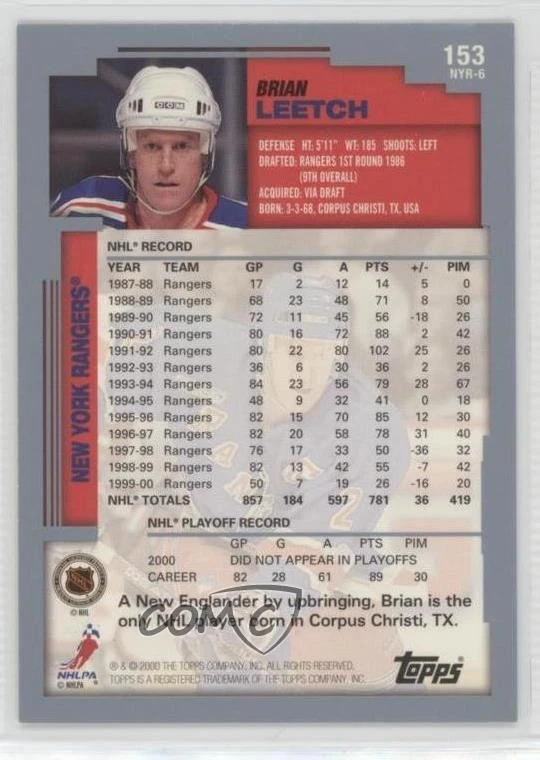 153
NYR-6
BRIAN
LEETCH
CCM
DEFENSE HT: 5'11" WT: 185 SHOOTS: LEFT
DRAFTED: RANGERS 1ST ROUND 1986
(9TH OVERALL)
ACQUIRED: VIA DRAFT
BORN: 3-3-68, CORPUS CHRISTI, TX. USA
NEW YORK RANGERS®
NHL® RECORD
YEAR TEAM GP G A PTS +/- PIM
1987-88 Rangers 17 2 12 14 5 0
1988-89 Rangers 68 23 48 71 8 50
1989-90 Rangers 72 11 45 56 -18 26
1990-91 Rangers 80 16 72 88 2 42
1991-92 Rangers 80 22 80 102 25 26
1992-93 Rangers 36 6 30 36 2 26
1993-94 Rangers 84 23 56 79 28 67
1994-95 Rangers 48 9 32 41 0 18
1995-96 Rangers 82 15 70 85 12 30
1996-97 Rangers 82 20 58 78 31 40
1997-98 Rangers 76 17 33 50 -36 32
1998-99 Rangers 82 13 42 55 -7 42
1999-00 Rangers 50 7 19 26 -16 20
NHL® TOTALS 857 184 597 781 36 419
NHL® PLAYOFF RECORD
GP G A PTS PIM
2000 DID NOT APPEAR IN PLAYOFFS
CAREER 82 28 61 89 30
A New Englander by upbringing, Brian is the
only NHL player born in Corpus Christi, TX.
COMC
© NHL
NHLPA ®
© NHLPA
® & © 2000 THE TOPPS COMPANY, INC. ALL RIGHTS RESERVED.
TOPPS IS A REGISTERED TRADEMARK OF THE TOPPS COMPANY, INC.
TOPPS